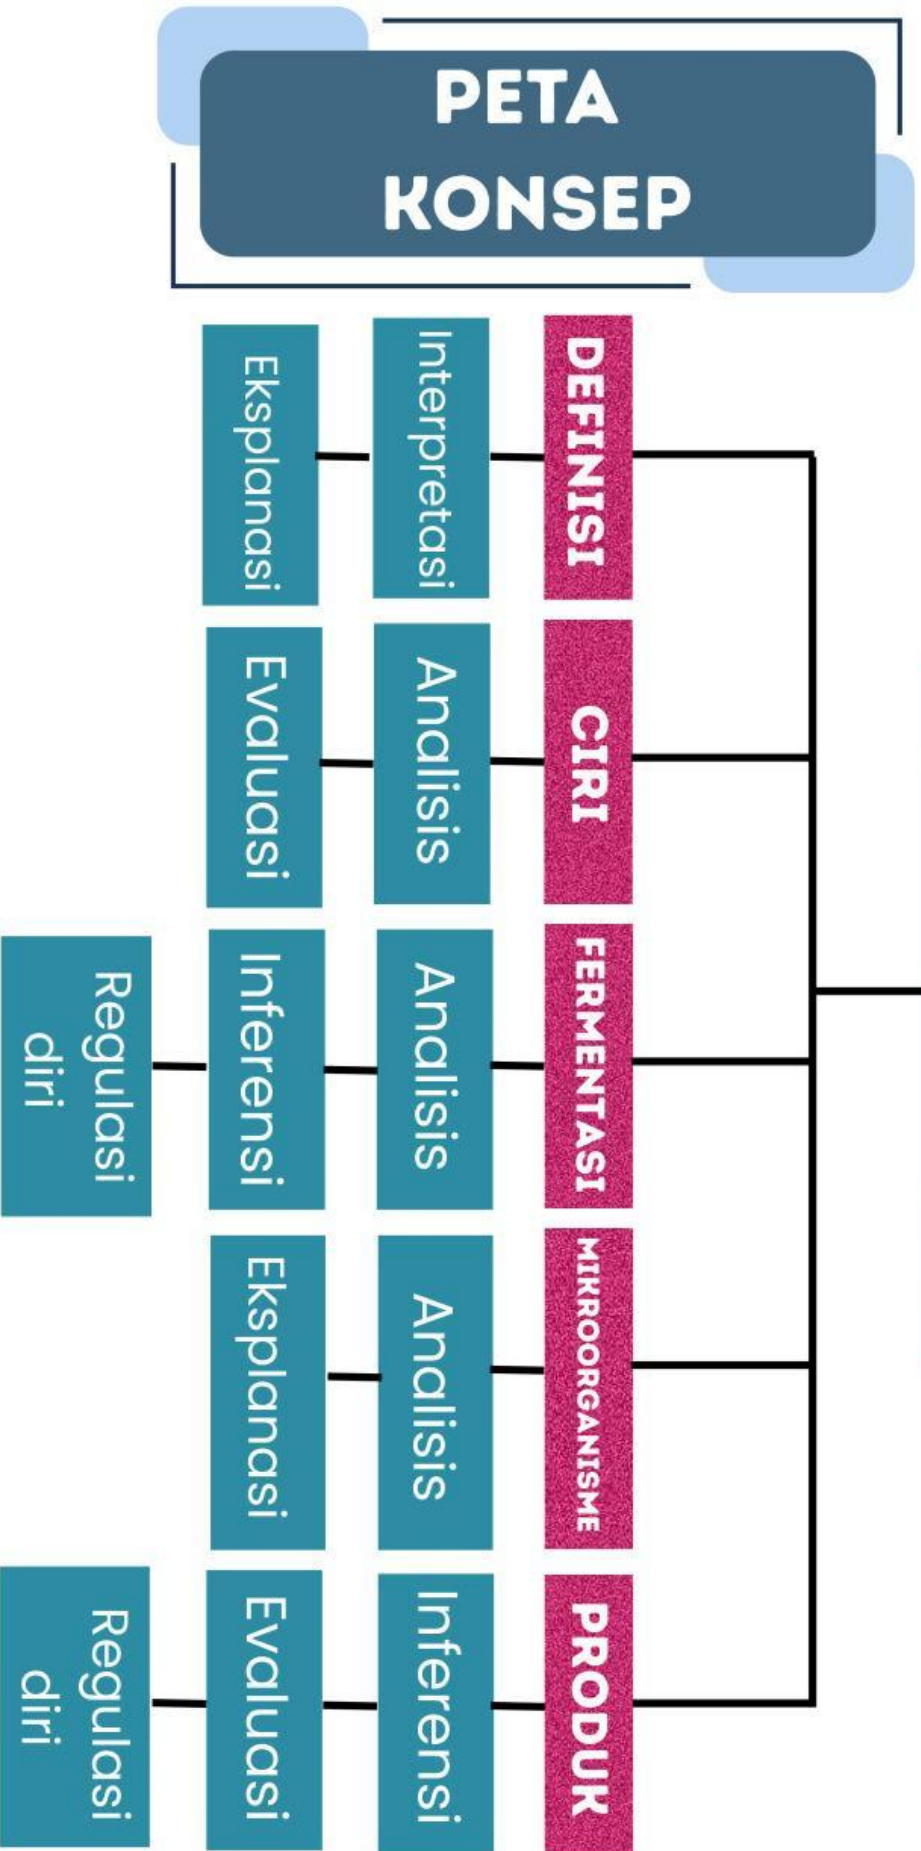 PETA
KONSEP
DEFINISI
Interpretasi
Eksplanasi
CIRI
Analisis
Evaluasi
FERMENTASI
Analisis
Inferensi
Regulasi
diri
MIKROORGANISME
Analisis
Eksplanasi
PRODUK
Inferensi
Evaluasi
Regulasi
diri